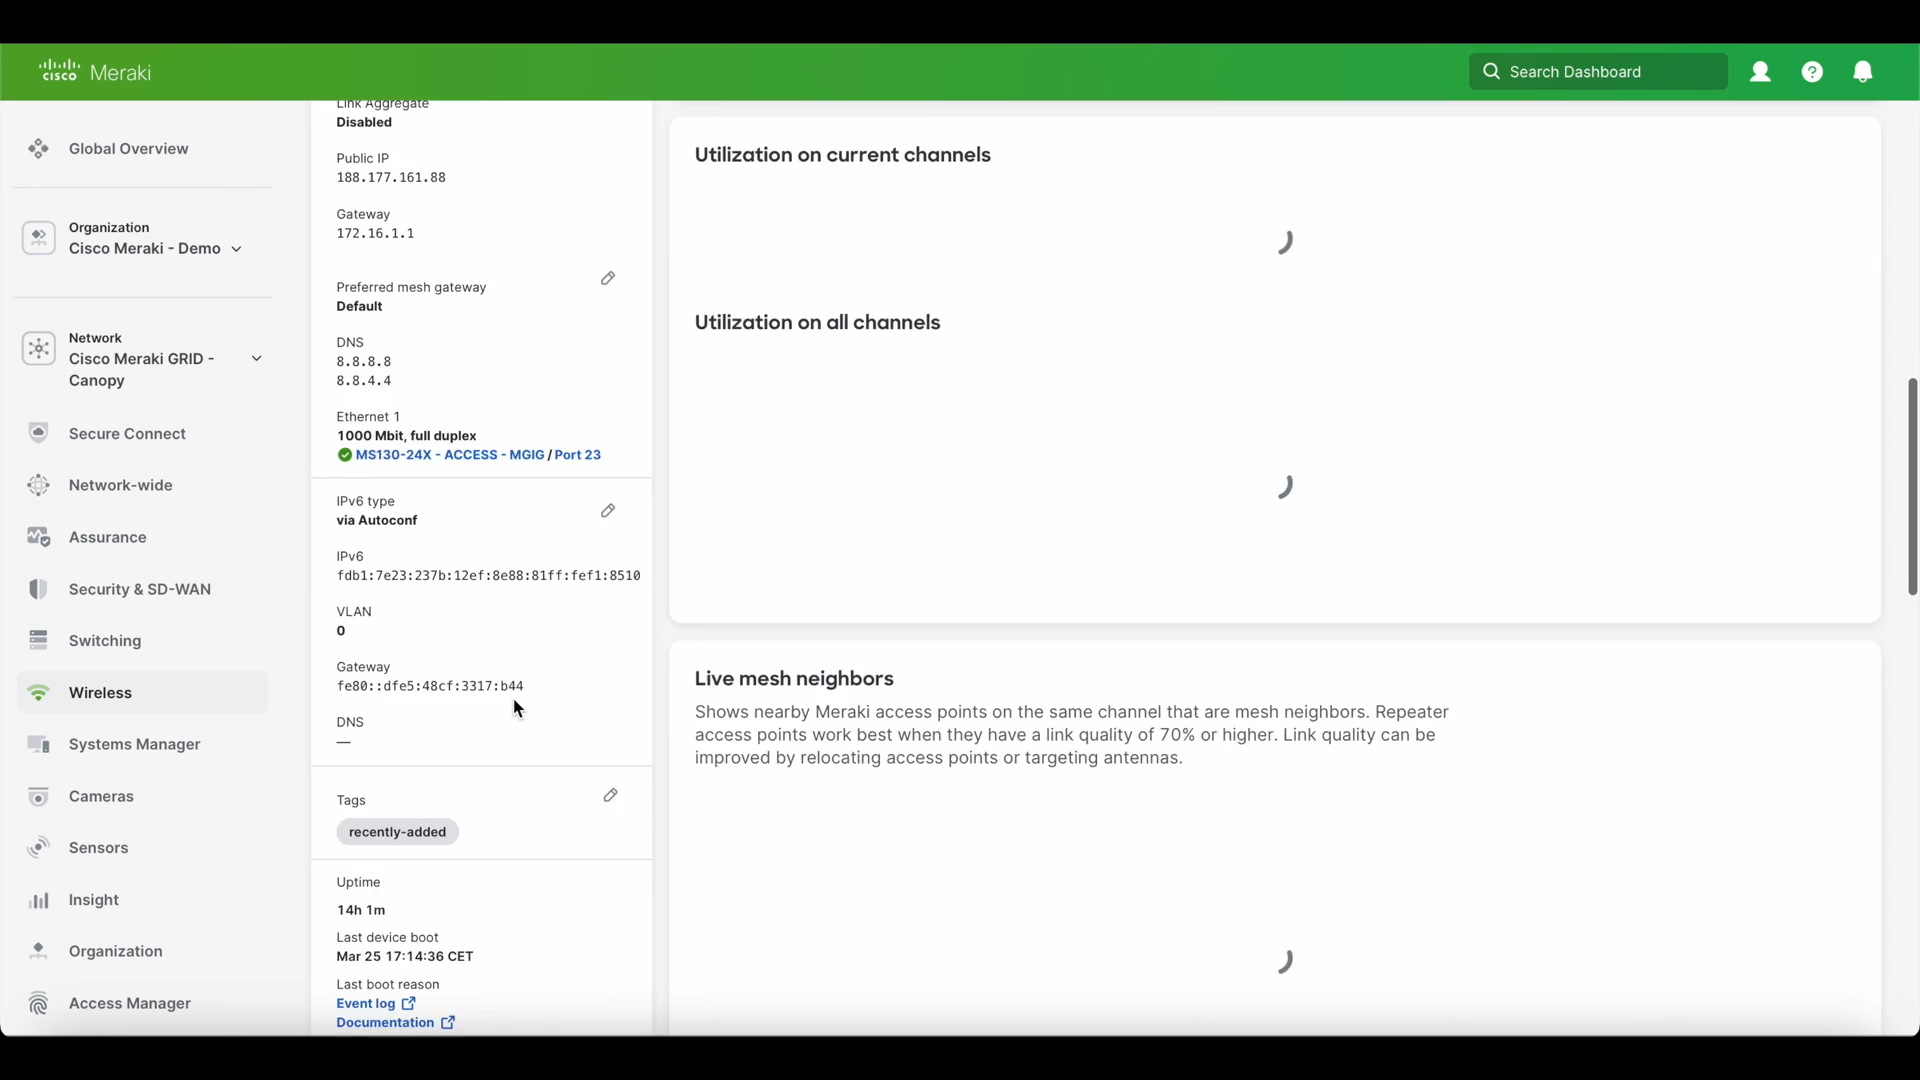 cisco Meraki
Search Dashboard
Global Overview
Organization
Cisco Meraki - Demo
Network
Cisco Meraki GRID -
Canopy
Secure Connect
Network-wide
Assurance
Security & SD-WAN
Switching
Wireless
Systems Manager
Cameras
Sensors
Insight
Organization
Access Manager
Link Aggregate
Disabled
Public IP
188.177.161.88
Gateway
172.16.1.1
Preferred mesh gateway
Default
DNS
8.8.8.8
8.8.4.4
Ethernet 1
1000 Mbit, full duplex
MS130-24X - ACCESS - MGIG / Port 23
IPv6 type
via Autoconf
IPv6
fdb1:7e23:237b:12ef:8e88:81ff:fef1:8510
VLAN
0
Gateway
fe80::dfe5:48cf:3317:b44
DNS
—
Tags
recently-added
Uptime
14h 1m
Last device boot
Mar 25 17:14:36 CET
Last boot reason
Event log
Documentation
Utilization on current channels
Utilization on all channels
Live mesh neighbors
Shows nearby Meraki access points on the same channel that are mesh neighbors. Repeater
access points work best when they have a link quality of 70% or higher. Link quality can be
improved by relocating access points or targeting antennas.